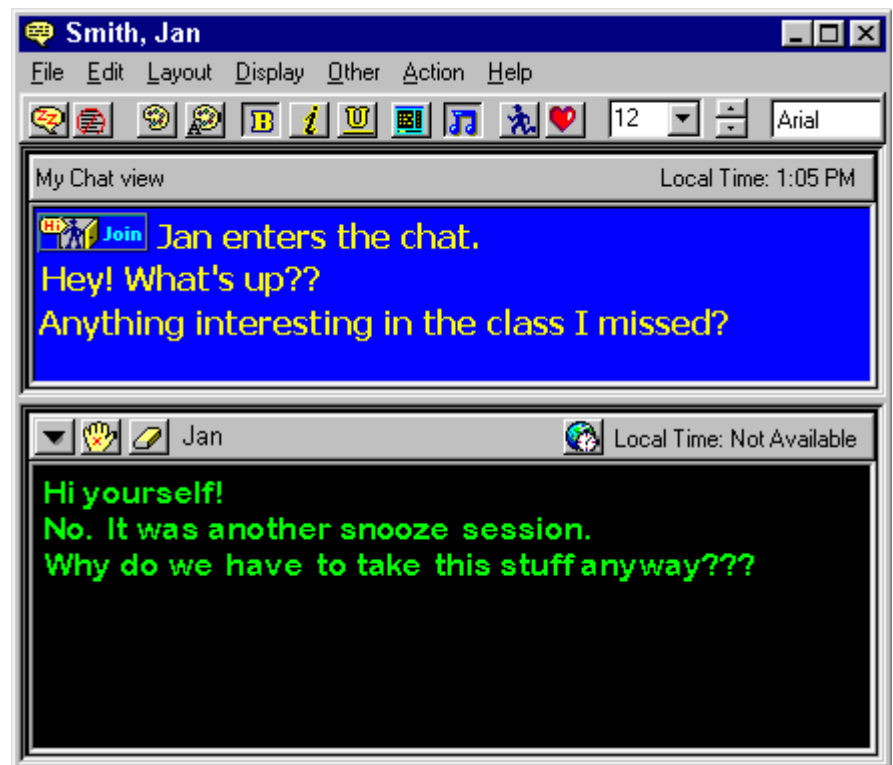 Smith, Jan
File Edit Layout Display Other Action Help
zz A B i U 12 Arial
My Chat view Local Time: 1:05 PM
Hi Join Jan enters the chat.
Hey! What's up??
Anything interesting in the class I missed?
Jan Local Time: Not Available
Hi yourself!
No. It was another snooze session.
Why do we have to take this stuff anyway???